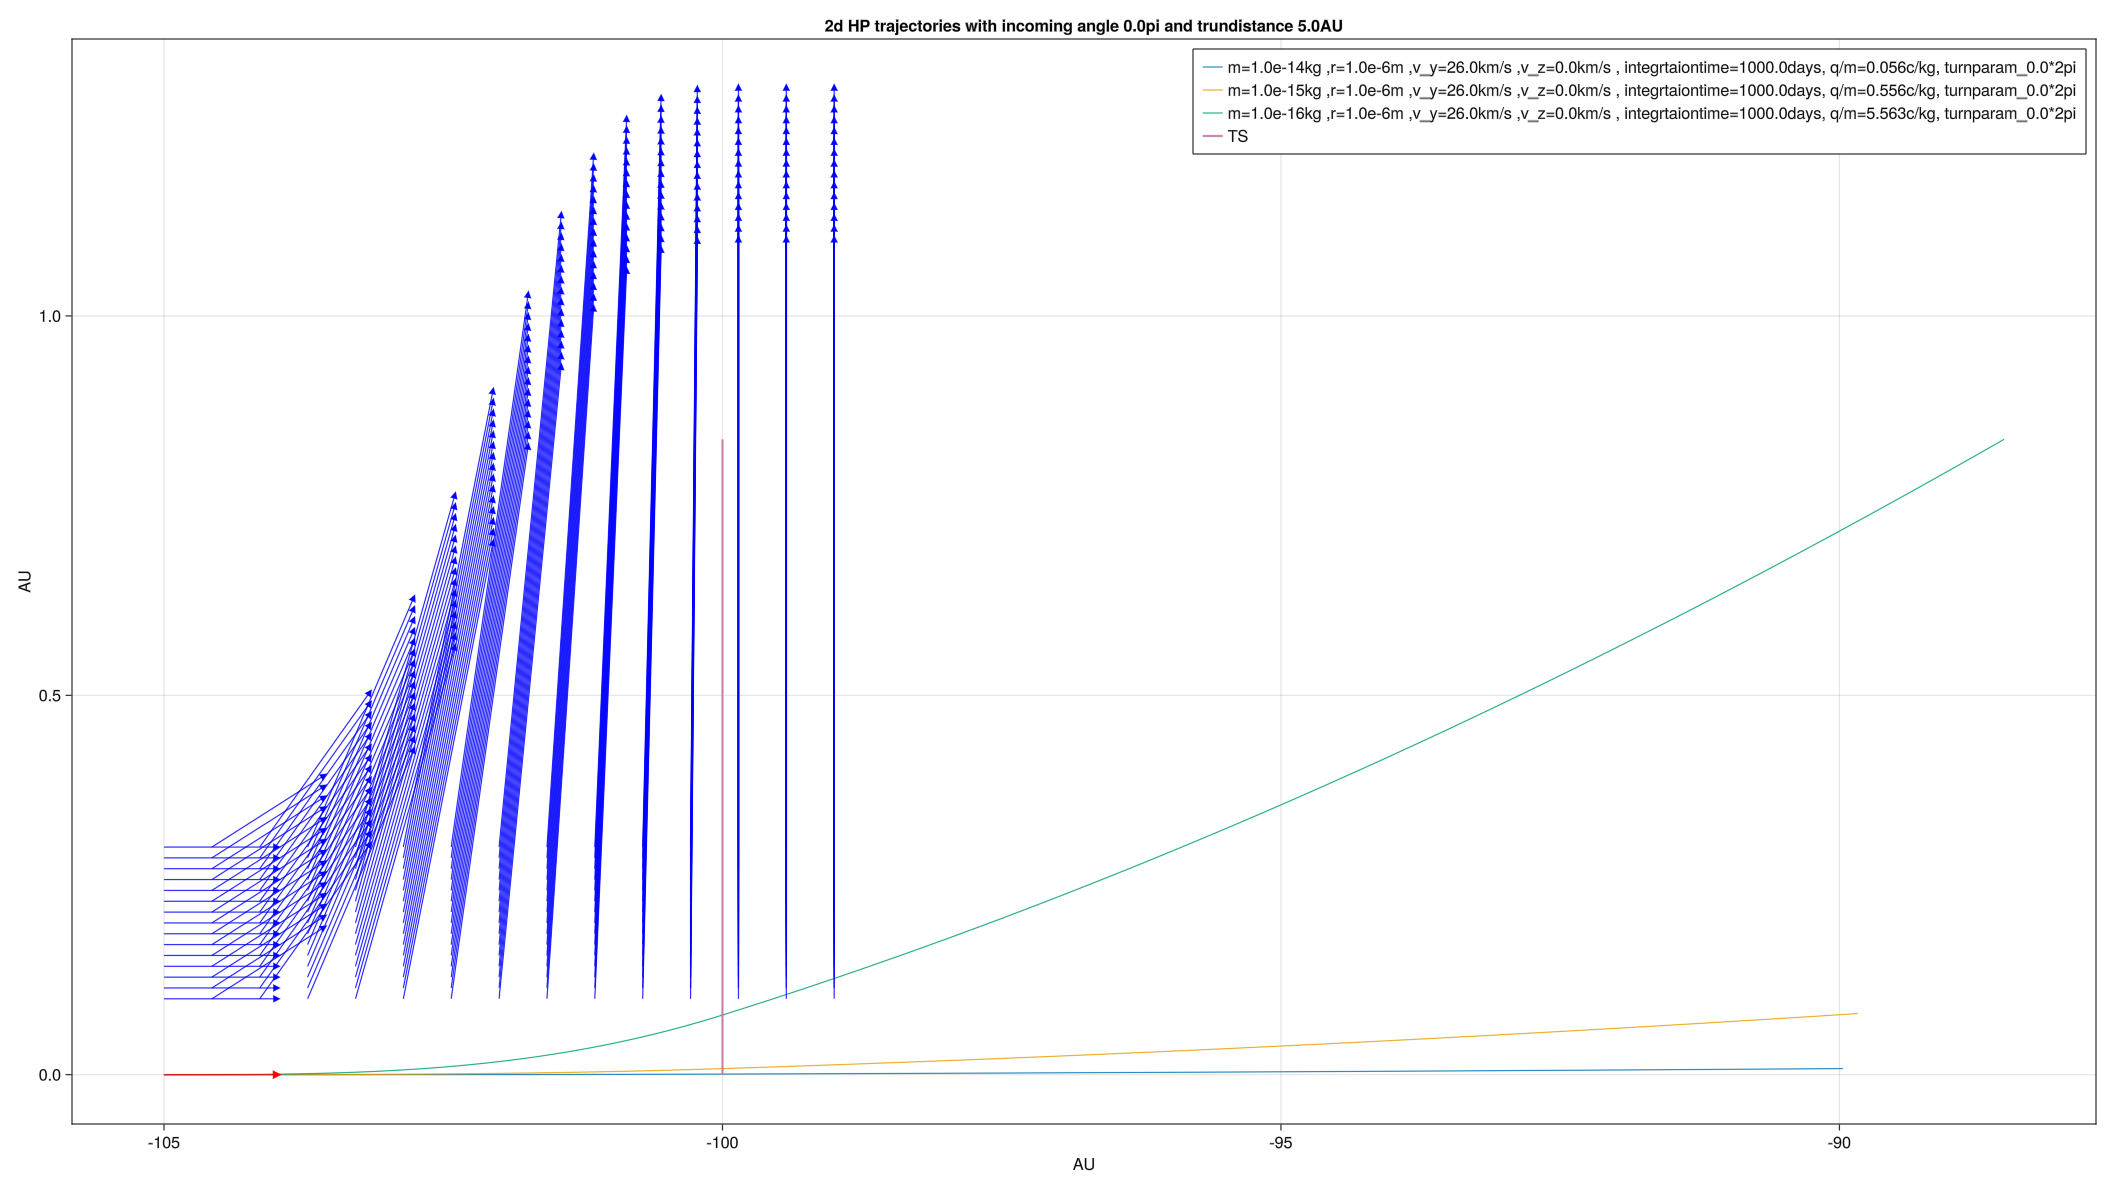 2d HP trajectories with incoming angle 0.0pi and trundistance 5.0AU
m=1.0e-14kg ,r=1.0e-6m ,v_y=26.0km/s ,v_z=0.0km/s , integrtaiontime=1000.0days, q/m=0.056c/kg, turnparam_0.0*2pi
m=1.0e-15kg ,r=1.0e-6m ,v_y=26.0km/s ,v_z=0.0km/s , integrtaiontime=1000.0days, q/m=0.556c/kg, turnparam_0.0*2pi
m=1.0e-16kg ,r=1.0e-6m ,v_y=26.0km/s ,v_z=0.0km/s , integrtaiontime=1000.0days, q/m=5.563c/kg, turnparam_0.0*2pi
TS
1.0
AU
0.5
0.0
-105
-100
-95
-90
AU